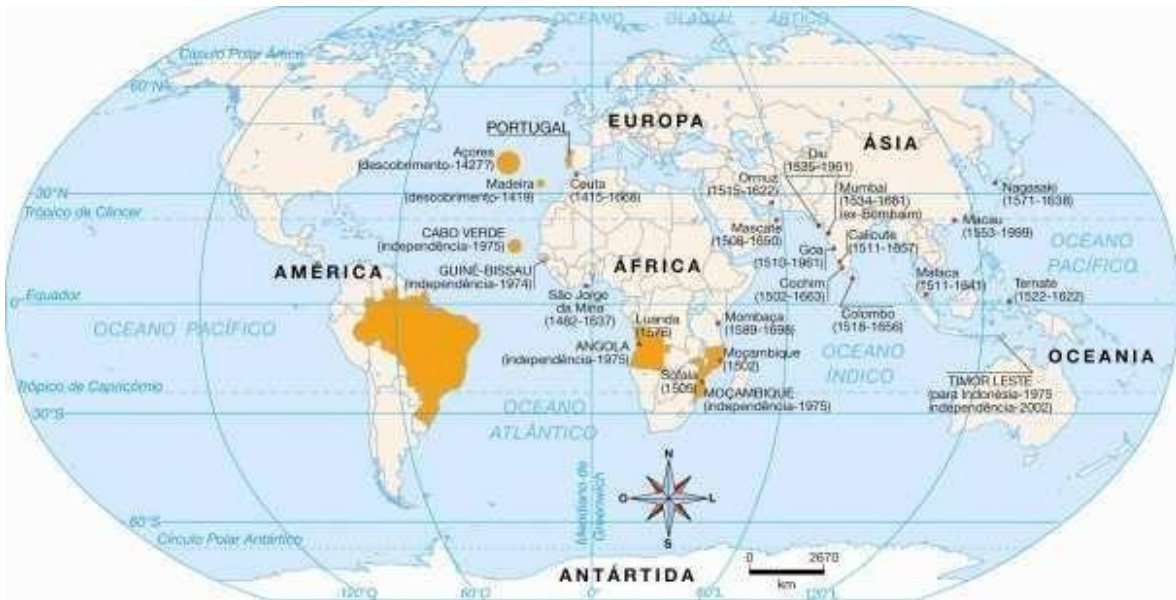 OCEANO GLACIAL ÁRTICO
Círculo Polar Ártico
60°N
EUROPA
PORTUGAL
ÁSIA
Açores
(descobrimento-1427?)
Madeira
(descobrimento-1419)
Ceuta
(1415-1668)
Diu
(1535-1961)
Ormuz
(1515-1622)
Mumbai
(1534-1661)
(ex-Bombaim)
Nagasaki
(1571-1638)
30°N
Trópico de Câncer
Mascate
(1508-1650)
Calicute
(1511-1657)
Macau
(1553-1999)
CABO VERDE
(independência-1975)
Goa
(1510-1961)
OCEANO
PACÍFICO
AMÉRICA
GUINÉ-BISSAU
(independência-1974)
ÁFRICA
Cochim
(1502-1663)
Malaca
(1511-1641)
Ternate
(1522-1622)
0°
Equador
São Jorge
da Mina
(1482-1637)
Luanda
(1576)
Mombaça
(1589-1698)
Colombo
(1518-1656)
OCEANO PACÍFICO
ANGOLA
(independência-1975)
Moçambique
(1502)
OCEANO
ÍNDICO
OCEANIA
Sofala
(1505)
Trópico de Capricórnio
MOÇAMBIQUE
(independência-1975)
TIMOR LESTE
(para Indonésia-1975
independência-2002)
30°S
OCEANO
ATLÂNTICO
Meridiano de
Greenwich
N
O
L
S
60°S
Círculo Polar Antártico
0 2670
km
ANTÁRTIDA
120°O
60°O
0°
60°L
120°L